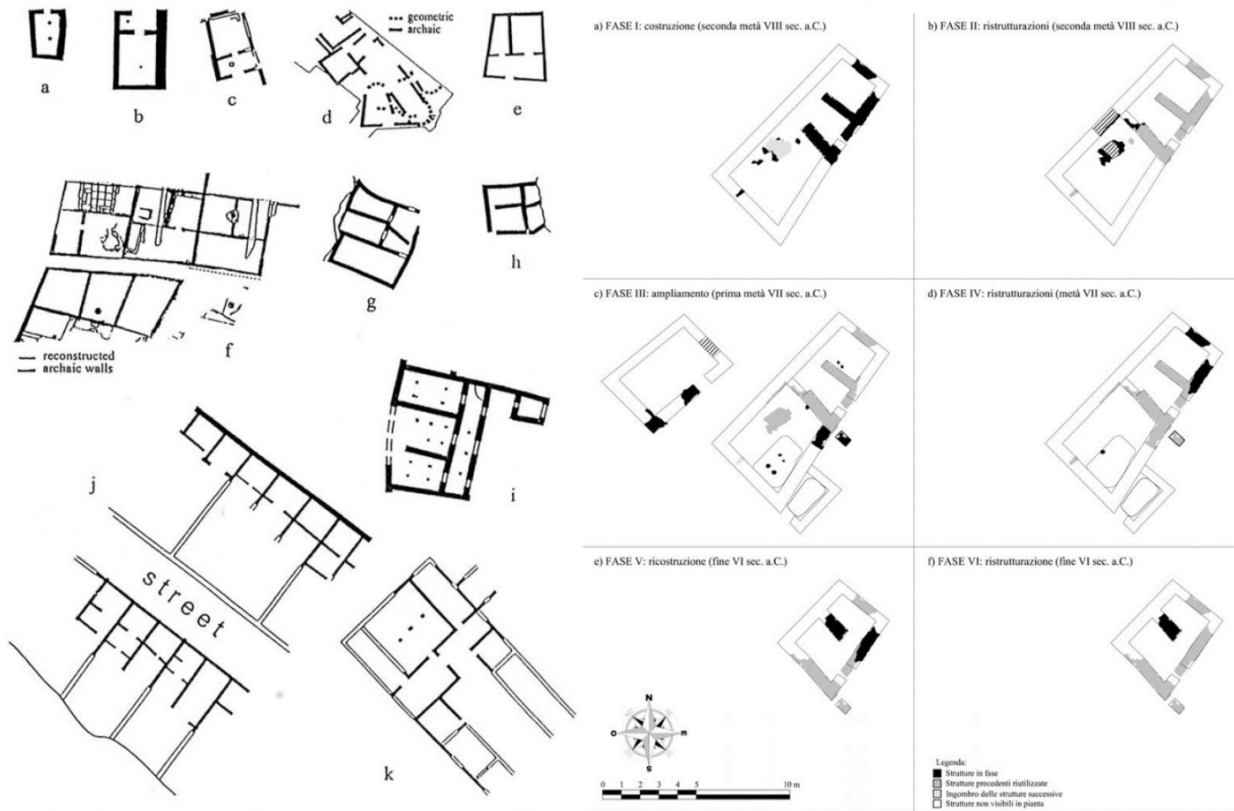 a
b
c
d
geometric
archaic
e
f
reconstructed
archaic walls
g
h
i
j
street
k
a) FASE I: costruzione (seconda metà VIII sec. a.C.)
b) FASE II: ristrutturazioni (seconda metà VIII sec. a.C.)
c) FASE III: ampliamento (prima metà VII sec. a.C.)
d) FASE IV: ristrutturazioni (metà VII sec. a.C.)
e) FASE V: ricostruzione (fine VI sec. a.C.)
f) FASE VI: ristrutturazione (fine VI sec. a.C.)
N
O
E
S
0 1 2 3 4 5 10 m
Legenda:
Strutture in fase
Strutture precedenti riutilizzate
Ingombro delle strutture successive
Strutture non visibili in pianta